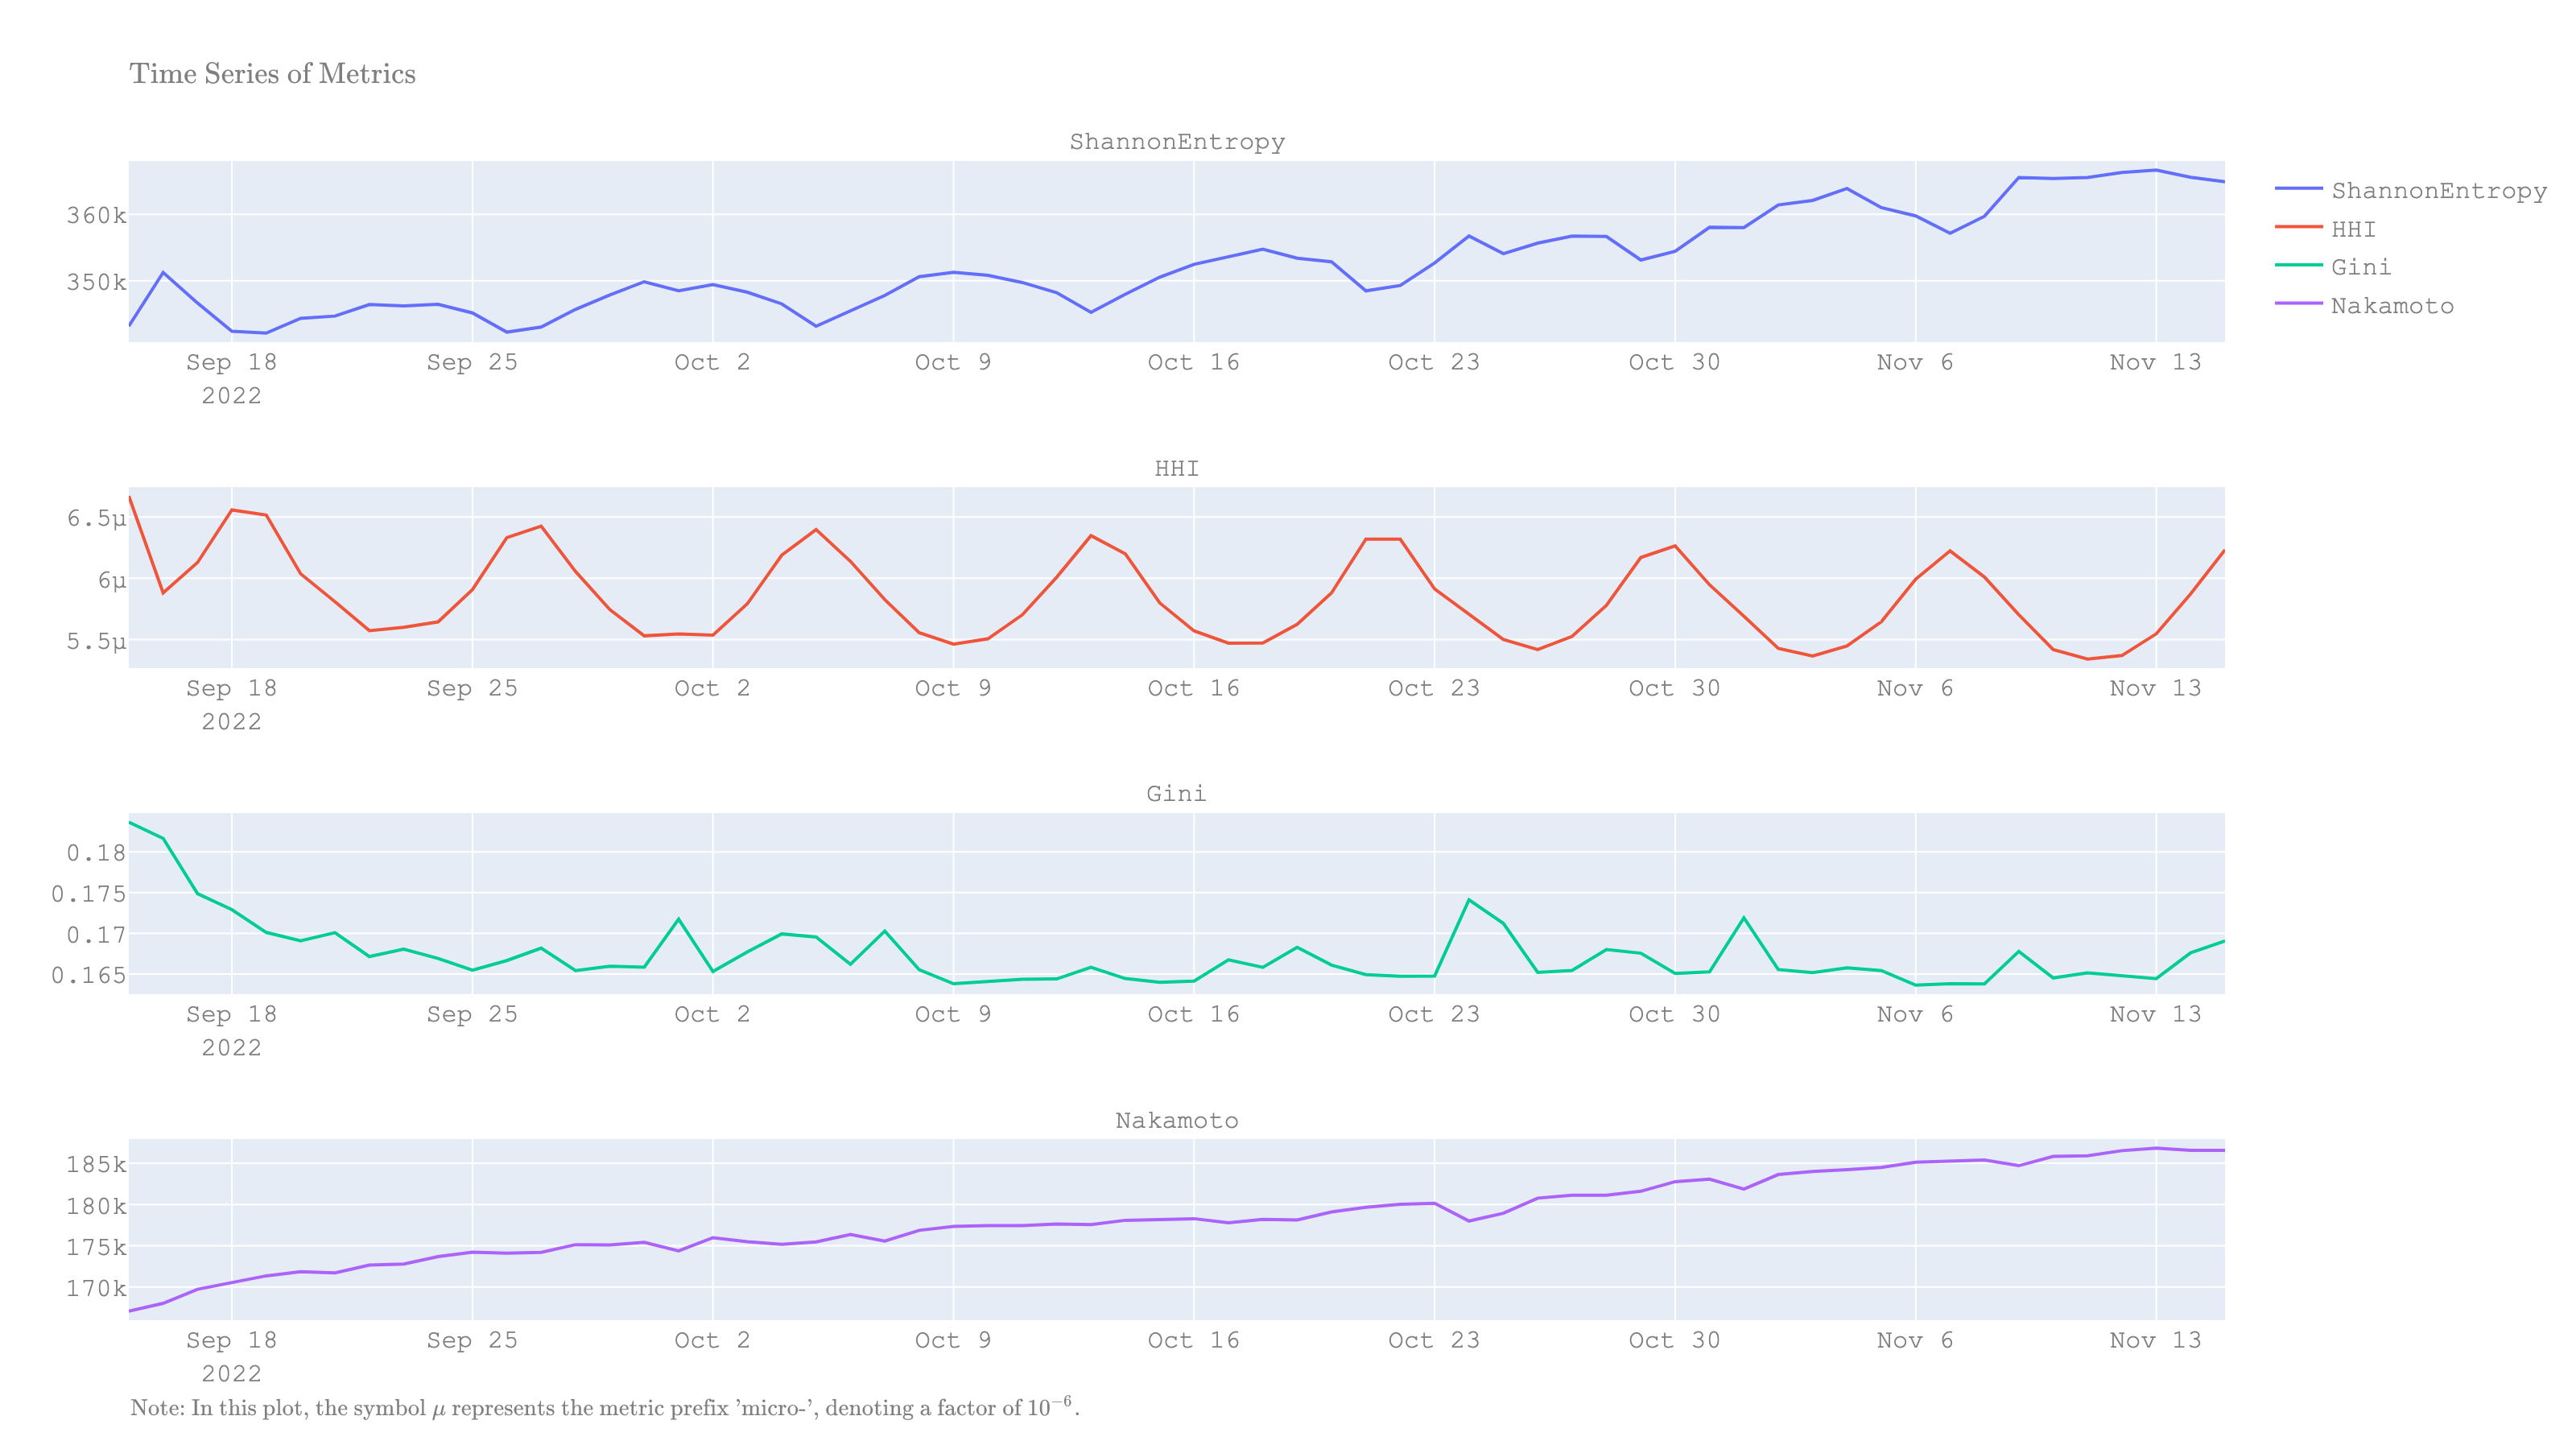 Time Series of Metrics
ShannonEntropy
360k
350k
Sep 18 Sep 25 Oct 2 Oct 9 Oct 16 Oct 23 Oct 30 Nov 6 Nov 13
2022
ShannonEntropy
HHI
Gini
Nakamoto
HHI
6.5μ
6μ
5.5μ
Sep 18 Sep 25 Oct 2 Oct 9 Oct 16 Oct 23 Oct 30 Nov 6 Nov 13
2022
Gini
0.18
0.175
0.17
0.165
Sep 18 Sep 25 Oct 2 Oct 9 Oct 16 Oct 23 Oct 30 Nov 6 Nov 13
2022
Nakamoto
185k
180k
175k
170k
Sep 18 Sep 25 Oct 2 Oct 9 Oct 16 Oct 23 Oct 30 Nov 6 Nov 13
2022
Note: In this plot, the symbol μ represents the metric prefix ’micro-’, denoting a factor of 10⁻⁶.